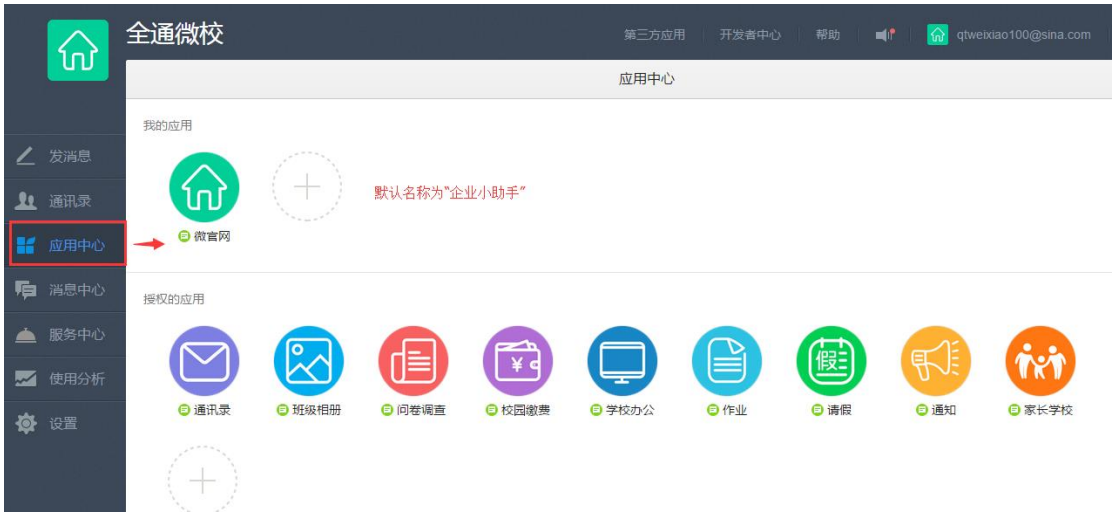 全通微校
第三方应用 开发者中心 帮助 qtweixiao100@sina.com
应用中心
发消息
通讯录
应用中心
消息中心
服务中心
使用分析
设置
我的应用
默认名称为"企业小助手"
微官网
授权的应用
¥
假
通讯录 班级相册 问卷调查 校园缴费 学校办公 作业 请假 通知 家长学校